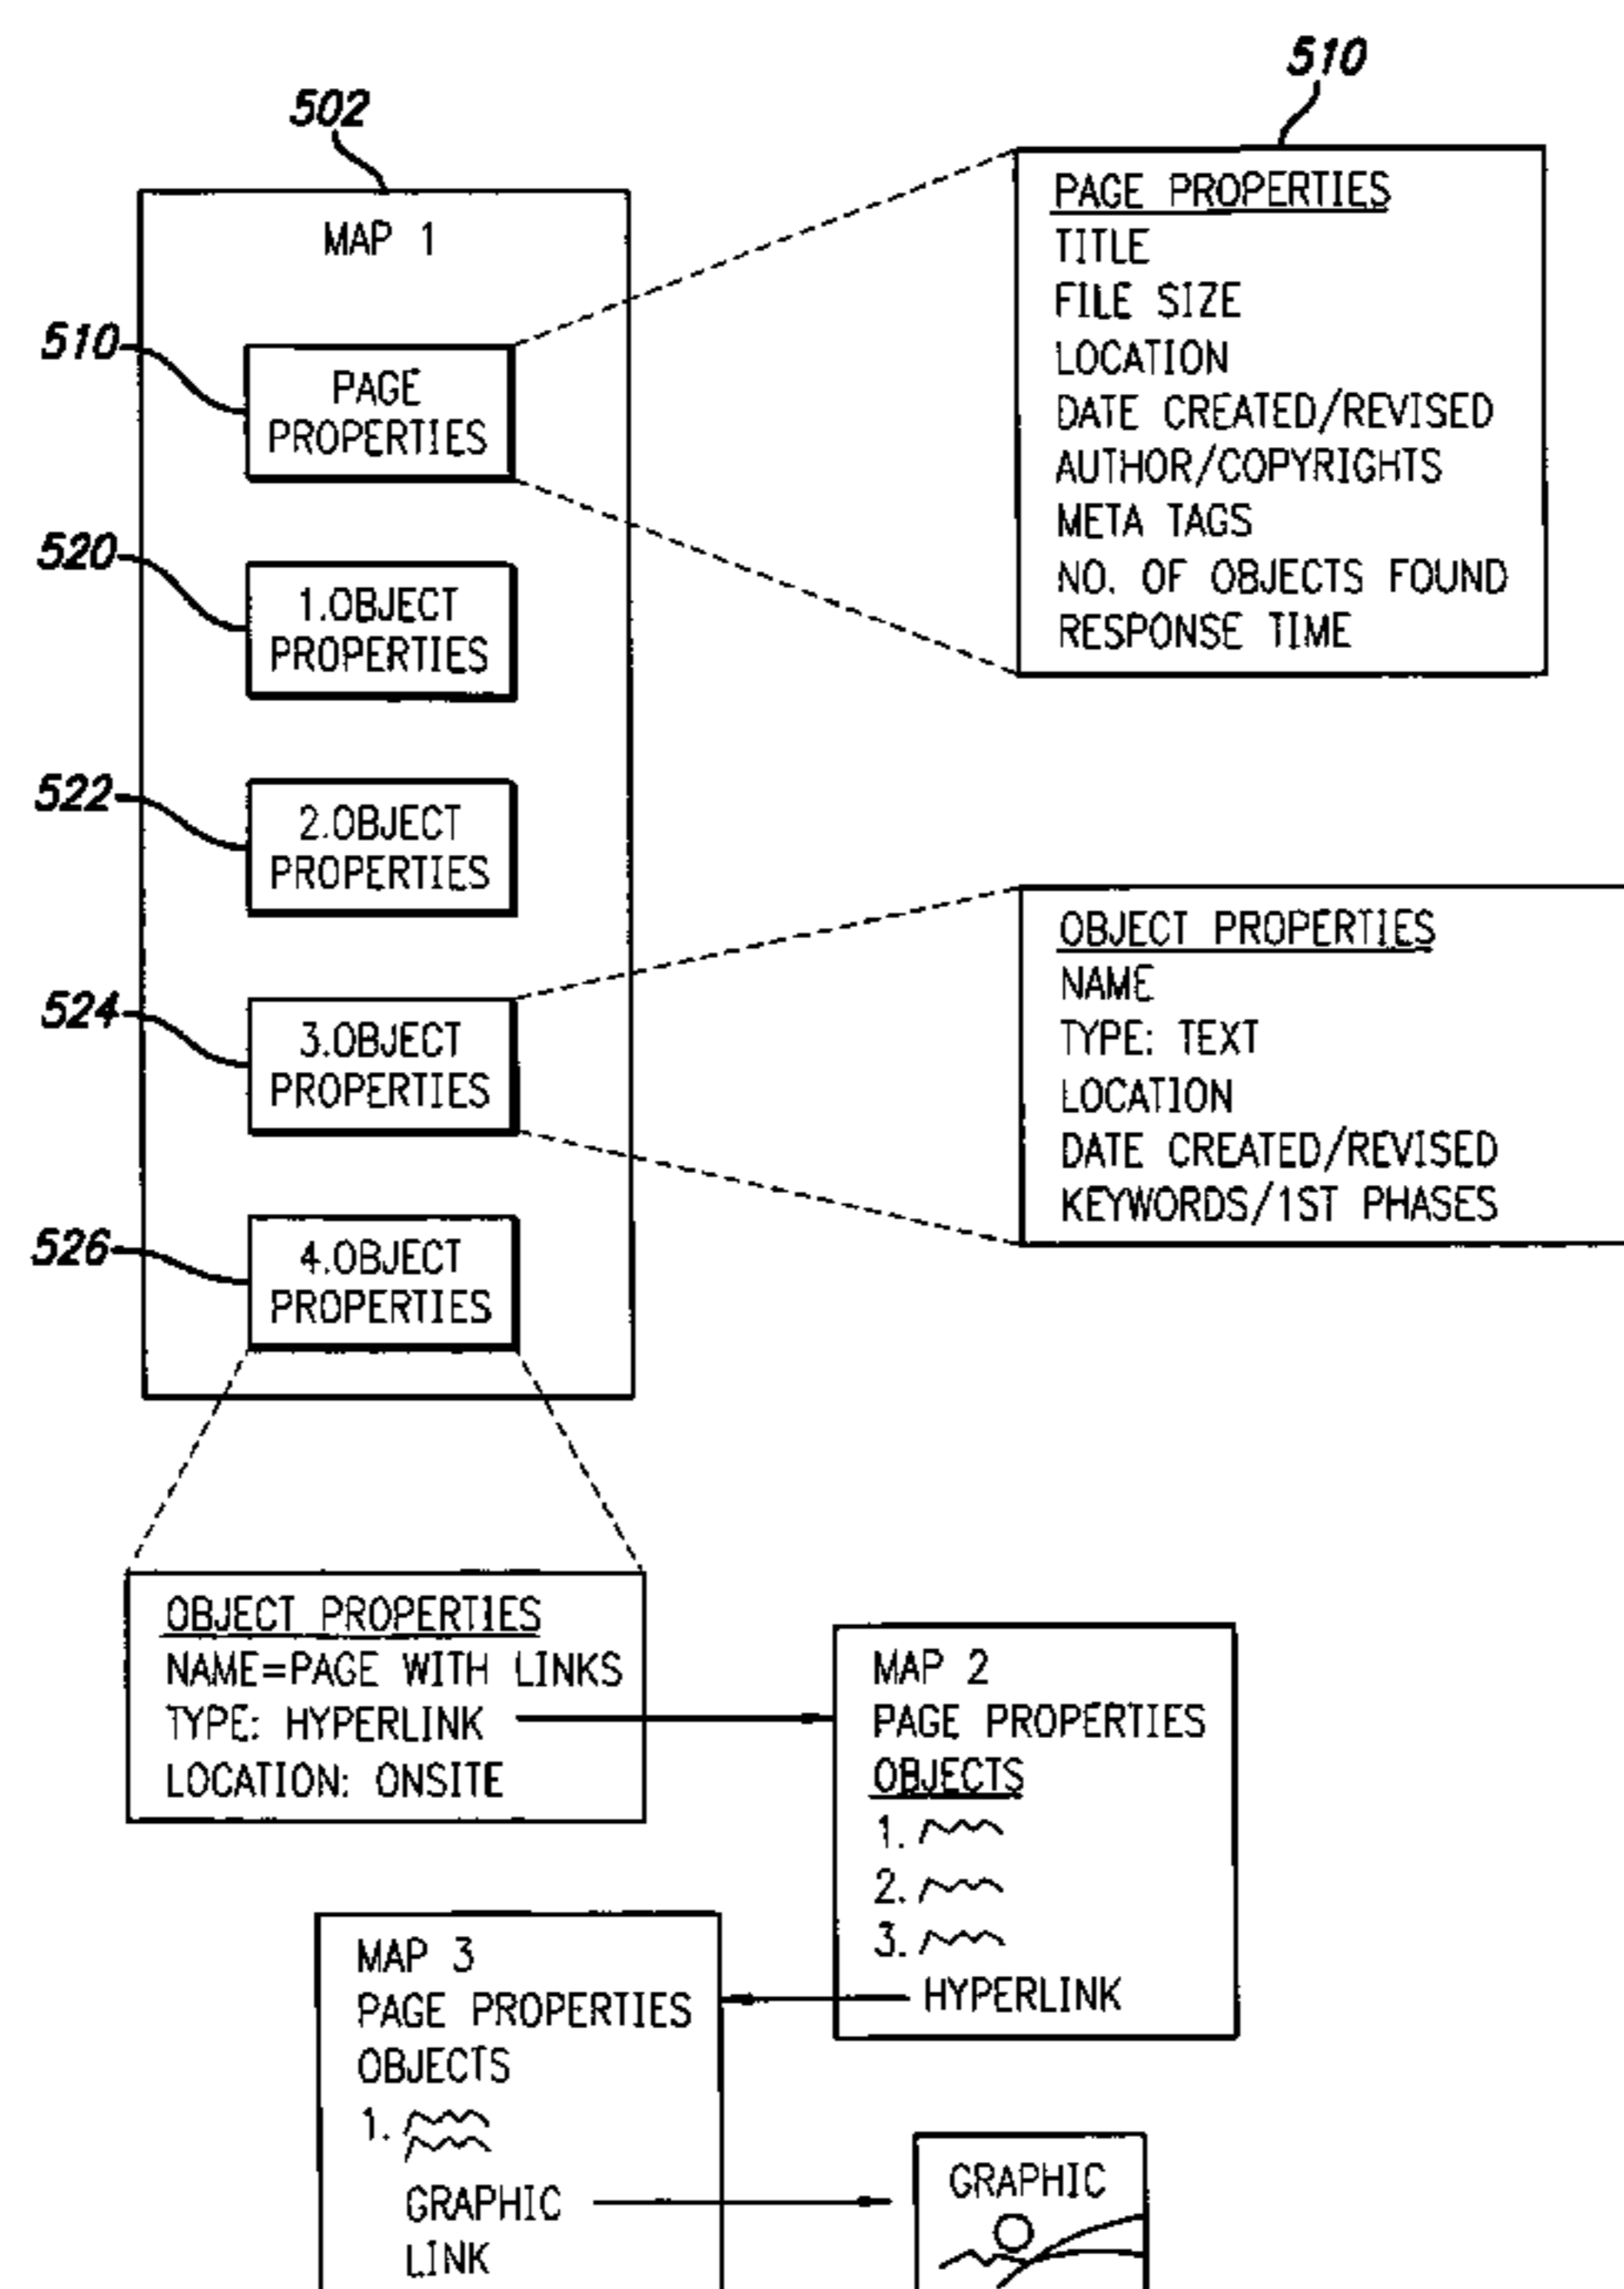 502
MAP 1
510
PAGE
PROPERTIES
520
1.OBJECT
PROPERTIES
522
2.OBJECT
PROPERTIES
524
3.OBJECT
PROPERTIES
526
4.OBJECT
PROPERTIES
510
PAGE PROPERTIES
TITLE
FILE SIZE
LOCATION
DATE CREATED/REVISED
AUTHOR/COPYRIGHTS
META TAGS
NO. OF OBJECTS FOUND
RESPONSE TIME
OBJECT PROPERTIES
NAME
TYPE: TEXT
LOCATION
DATE CREATED/REVISED
KEYWORDS/1ST PHASES
OBJECT PROPERTIES
NAME=PAGE WITH LINKS
TYPE: HYPERLINK
LOCATION: ONSITE
MAP 2
PAGE PROPERTIES
OBJECTS
1.
2.
3.
HYPERLINK
MAP 3
PAGE PROPERTIES
OBJECTS
1.
GRAPHIC
LINK
GRAPHIC